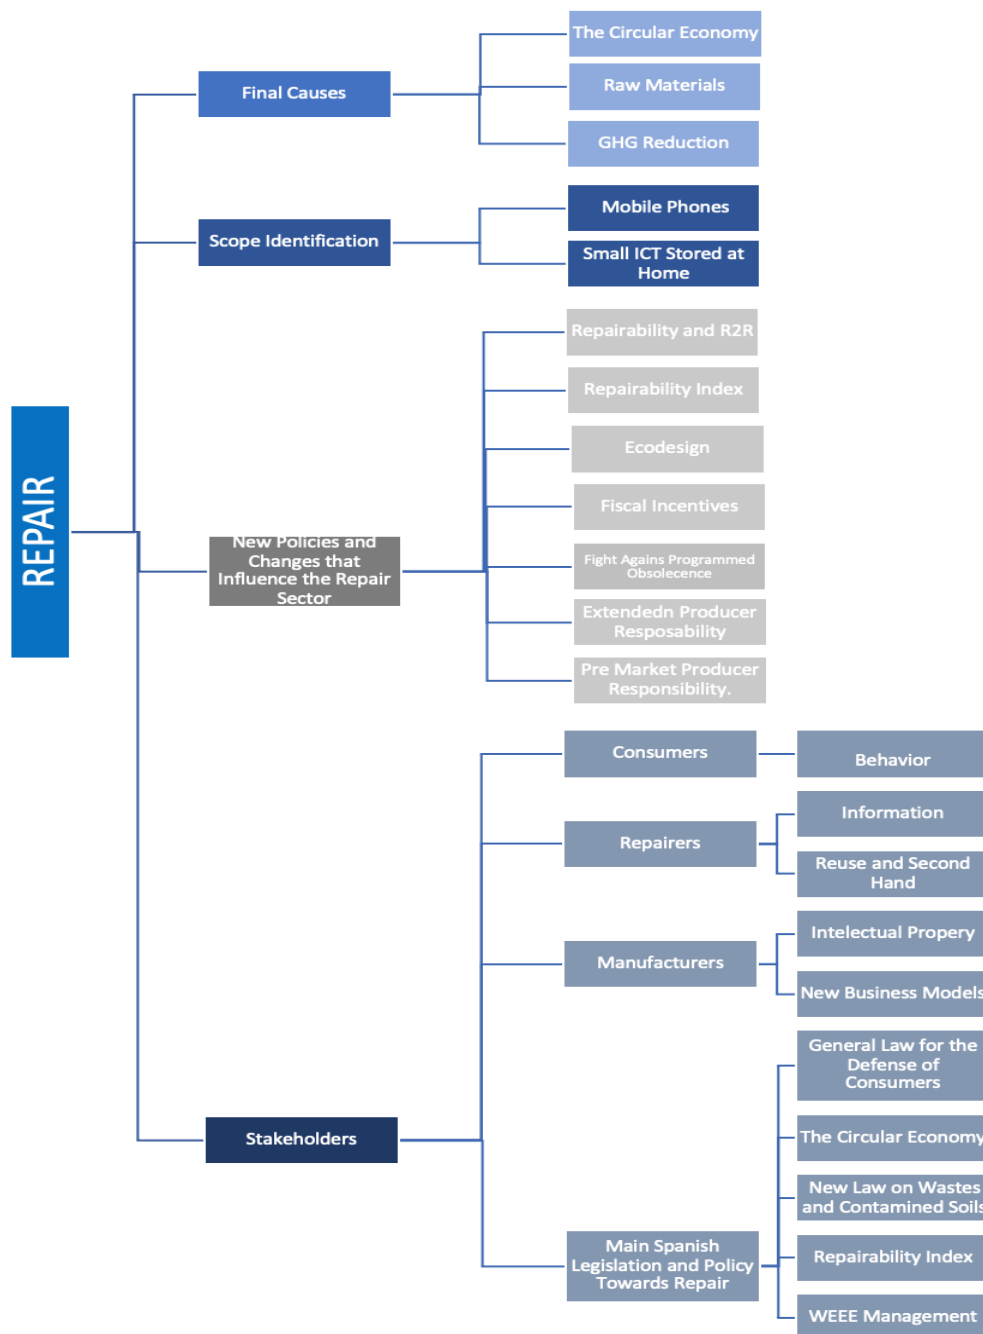 REPAIR
Final Causes
The Circular Economy
Raw Materials
GHG Reduction
Scope Identification
Mobile Phones
Small ICT Stored at
Home
New Policies and
Changes that
Influence the Repair
Sector
Repairability and R2R
Repairability Index
Ecodesign
Fiscal Incentives
Fight Agains Programmed
Obsolecence
Extendedn Producer
Resposability
Pre Market Producer
Responsibility.
Stakeholders
Consumers
Behavior
Repairers
Information
Reuse and Second
Hand
Manufacturers
Intelectual Propery
New Business Models
Main Spanish
Legislation and Policy
Towards Repair
General Law for the
Defense of
Consumers
The Circular Economy
New Law on Wastes
and Contamined Soils
Repairability Index
WEEE Management